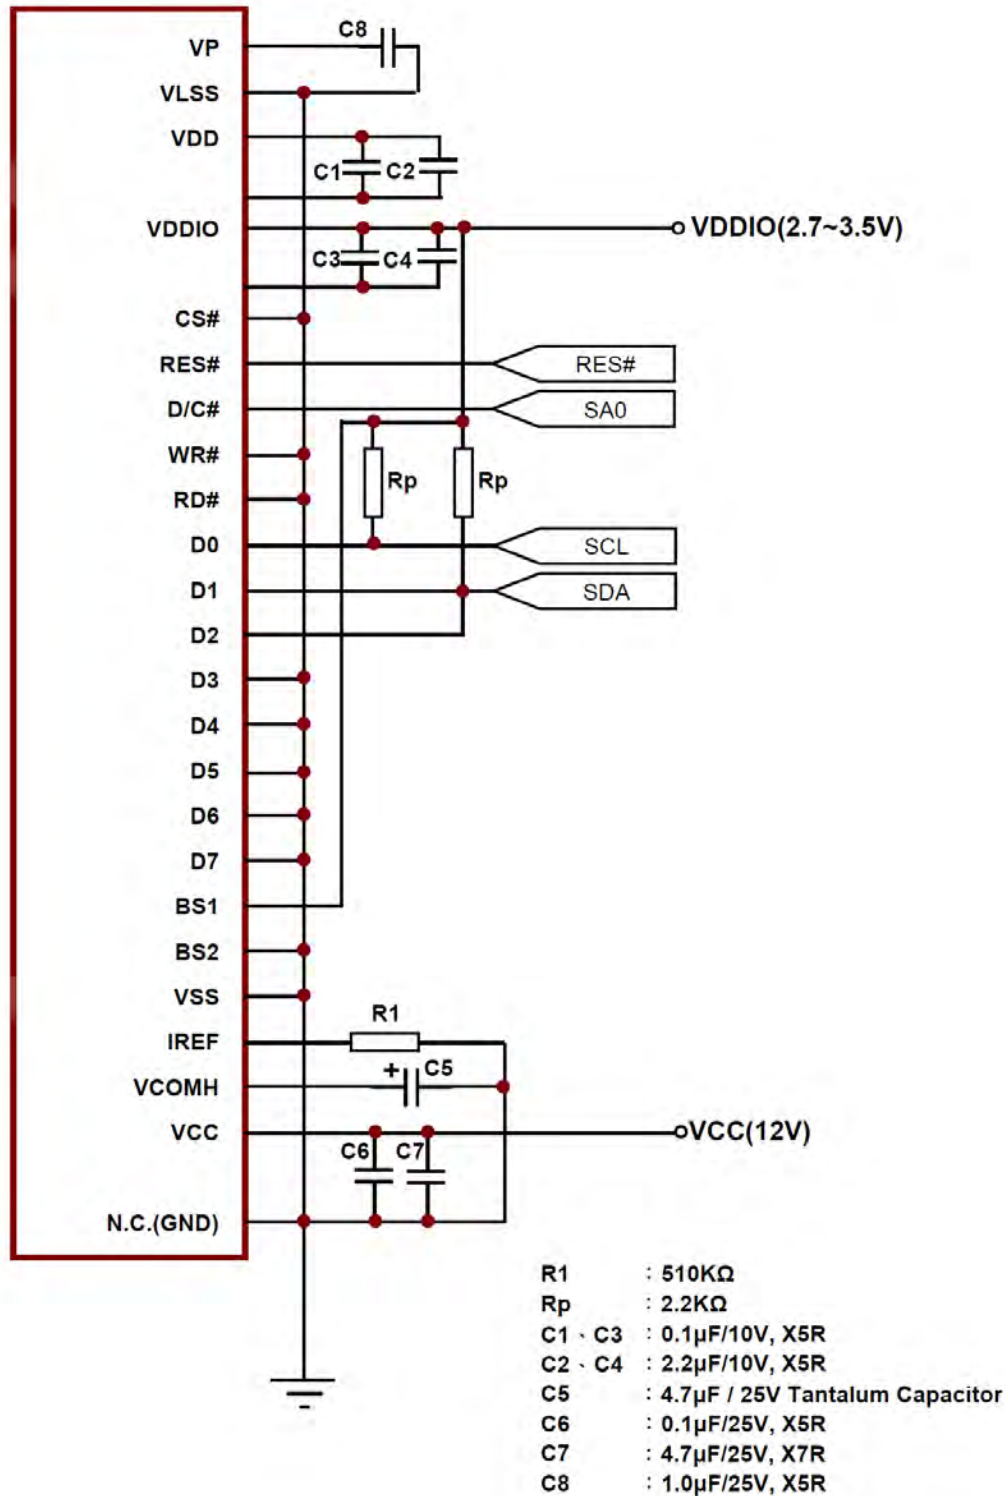 C8
VP
VLSS
VDD
C1
C2
VDDIO
VDDIO(2.7~3.5V)
C3
C4
CS#
RES#
RES#
D/C#
SA0
WR#
Rp
Rp
RD#
D0
SCL
D1
SDA
D2
D3
D4
D5
D6
D7
BS1
BS2
VSS
R1
IREF
+
C5
VCOMH
VCC
VCC(12V)
C6
C7
N.C.(GND)
R1 : 510KΩ
Rp : 2.2KΩ
C1、C3 : 0.1μF/10V, X5R
C2、C4 : 2.2μF/10V, X5R
C5 : 4.7μF / 25V Tantalum Capacitor
C6 : 0.1μF/25V, X5R
C7 : 4.7μF/25V, X7R
C8 : 1.0μF/25V, X5R